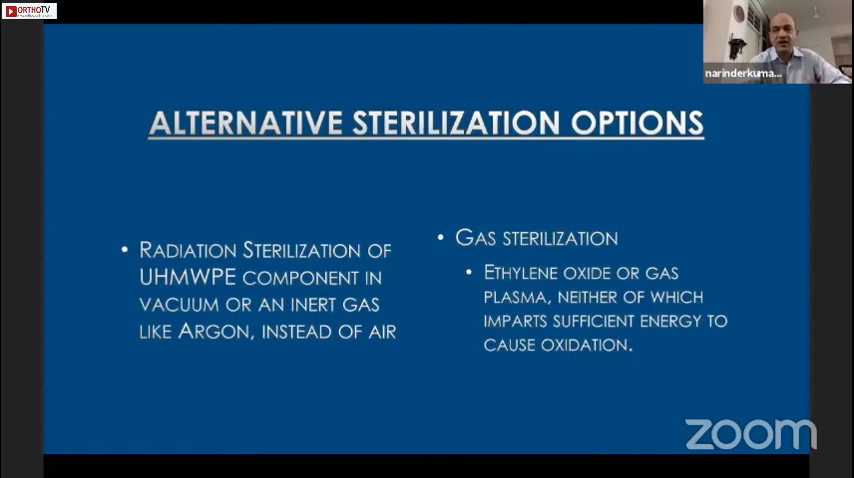 ORTHOTV
narinderkuma...
ALTERNATIVE STERILIZATION OPTIONS
• RADIATION STERILIZATION OF
UHMWPE COMPONENT IN
VACUUM OR AN INERT GAS
LIKE ARGON, INSTEAD OF AIR
• GAS STERILIZATION
• ETHYLENE OXIDE OR GAS
PLASMA, NEITHER OF WHICH
IMPARTS SUFFICIENT ENERGY TO
CAUSE OXIDATION.
zoom